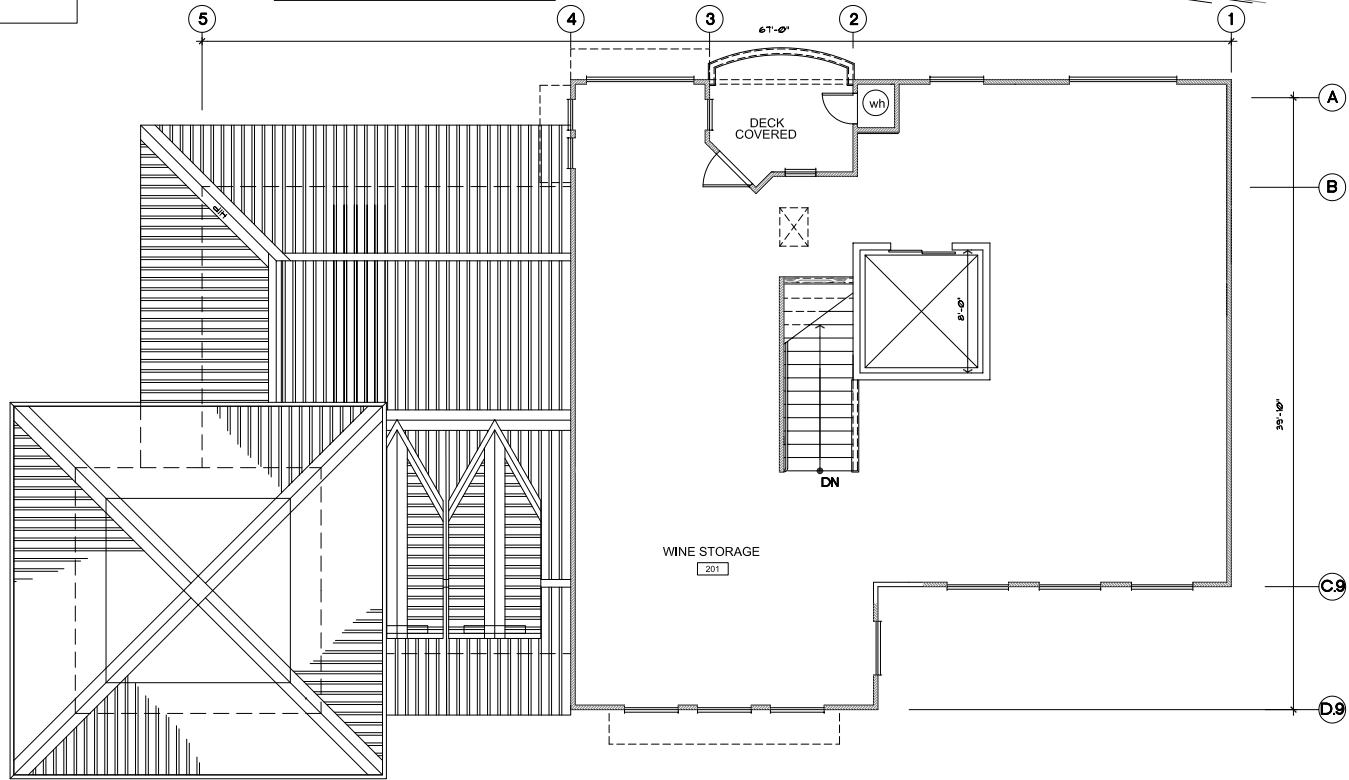 5
4
3
2
1
67'-0"
A
wh
DECK
COVERED
B
HIP
X
8'-0"
39'-10"
DN
WINE STORAGE
201
C.9
D.9